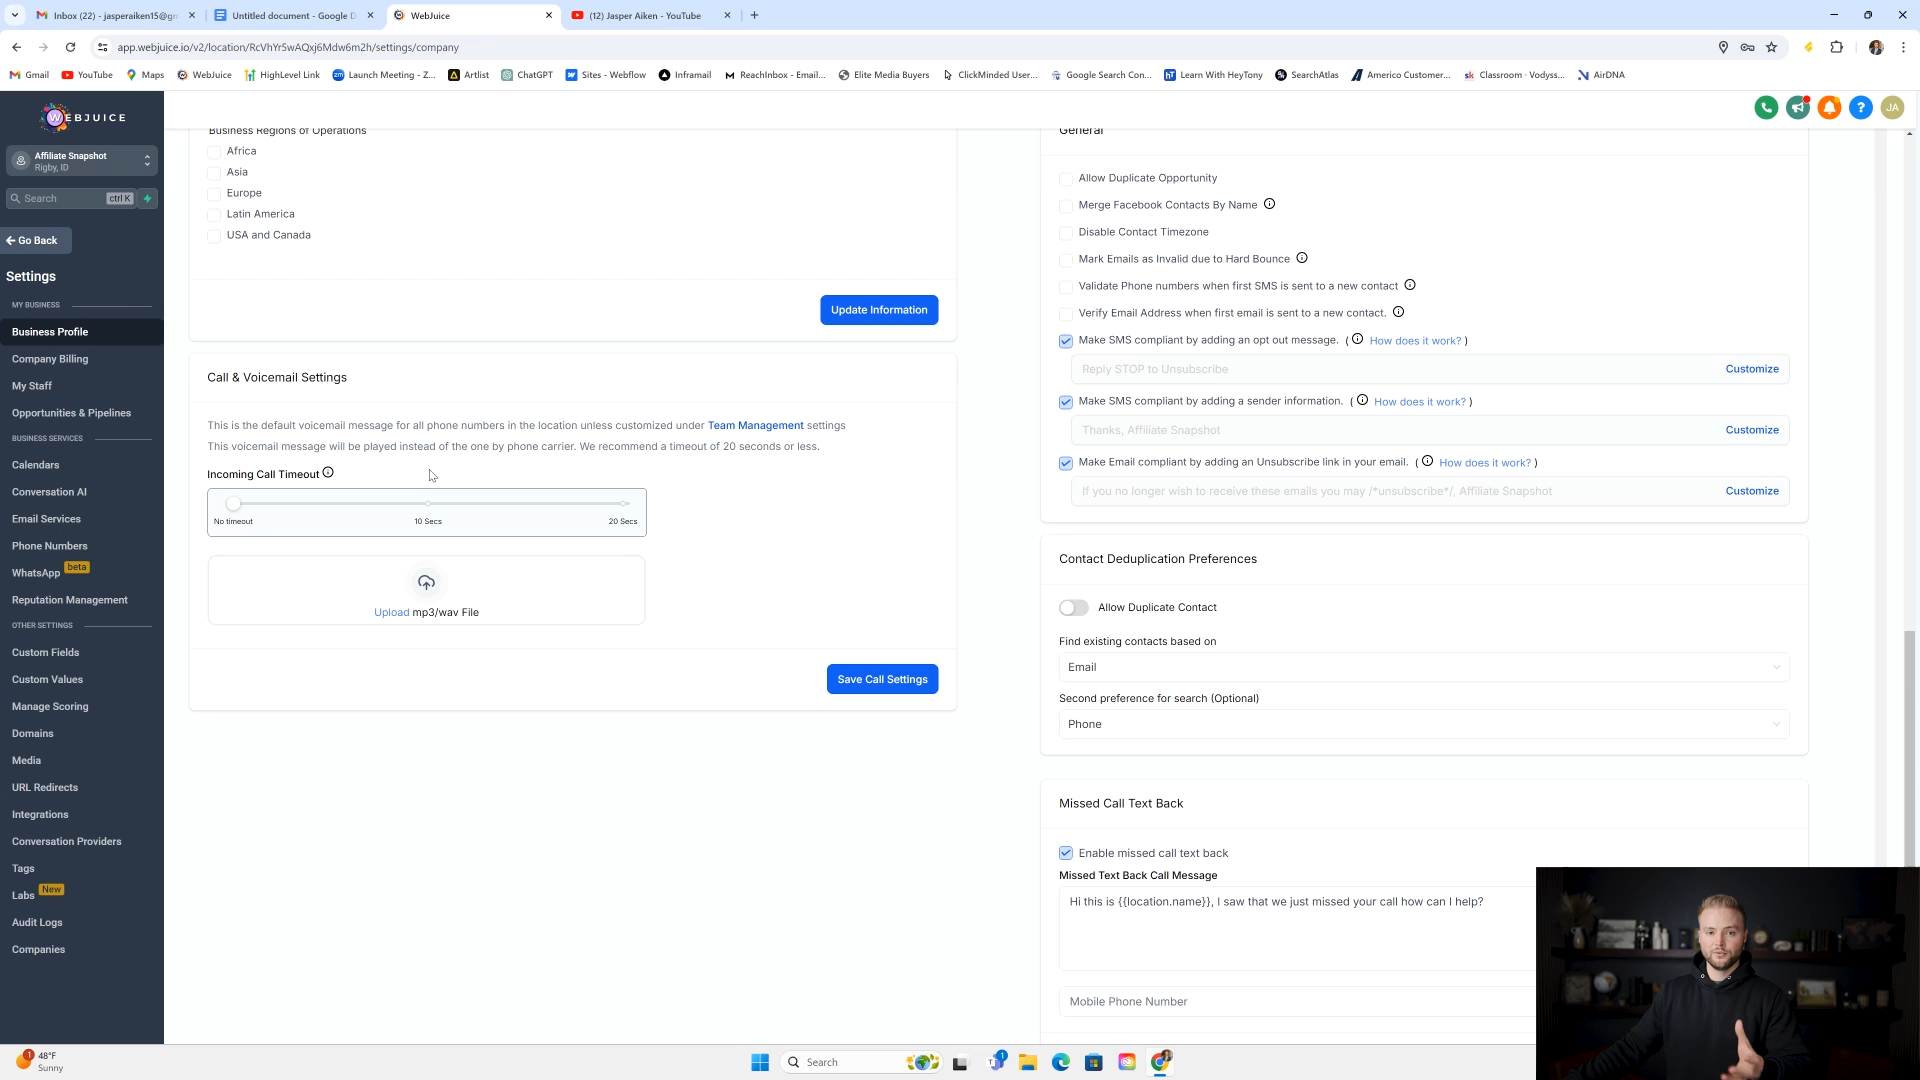 Inbox (22) - jasperaiken15@gm
Untitled document - Google D
WebJuice
(12) Jasper Aiken - YouTube
app.webjuice.io/v2/location/RcVhYr5wAQxj6Mdw6m2h/settings/company
Gmail
YouTube
Maps
WebJuice
HighLevel Link
Launch Meeting - Z...
Artlist
ChatGPT
Sites - Webflow
Inframail
ReachInbox - Email...
Elite Media Buyers
ClickMinded User...
Google Search Con...
Learn With HeyTony
SearchAtlas
Americo Customer...
Classroom · Vodyss...
AirDNA
WEBJUICE
JA
Affiliate Snapshot
Rigby, ID
Search
ctrl K
Go Back
Settings
MY BUSINESS
Business Profile
Company Billing
My Staff
Opportunities & Pipelines
BUSINESS SERVICES
Calendars
Conversation AI
Email Services
Phone Numbers
WhatsApp beta
Reputation Management
OTHER SETTINGS
Custom Fields
Custom Values
Manage Scoring
Domains
Media
URL Redirects
Integrations
Conversation Providers
Tags
Labs New
Audit Logs
Companies
Business Regions of Operations
Africa
Asia
Europe
Latin America
USA and Canada
Update Information
Call & Voicemail Settings
This is the default voicemail message for all phone numbers in the location unless customized under Team Management settings
This voicemail message will be played instead of the one by phone carrier. We recommend a timeout of 20 seconds or less.
Incoming Call Timeout
No timeout
10 Secs
20 Secs
Upload mp3/wav File
Save Call Settings
General
Allow Duplicate Opportunity
Merge Facebook Contacts By Name
Disable Contact Timezone
Mark Emails as Invalid due to Hard Bounce
Validate Phone numbers when first SMS is sent to a new contact
Verify Email Address when first email is sent to a new contact.
Make SMS compliant by adding an opt out message. ( How does it work? )
Reply STOP to Unsubscribe
Customize
Make SMS compliant by adding a sender information. ( How does it work? )
Thanks, Affiliate Snapshot
Customize
Make Email compliant by adding an Unsubscribe link in your email. ( How does it work? )
If you no longer wish to receive these emails you may /*unsubscribe*/, Affiliate Snapshot
Customize
Contact Deduplication Preferences
Allow Duplicate Contact
Find existing contacts based on
Email
Second preference for search (Optional)
Phone
Missed Call Text Back
Enable missed call text back
Missed Text Back Call Message
Hi this is {{location.name}}, I saw that we just missed your call how can I help?
Mobile Phone Number
1
48°F
Sunny
Search
1